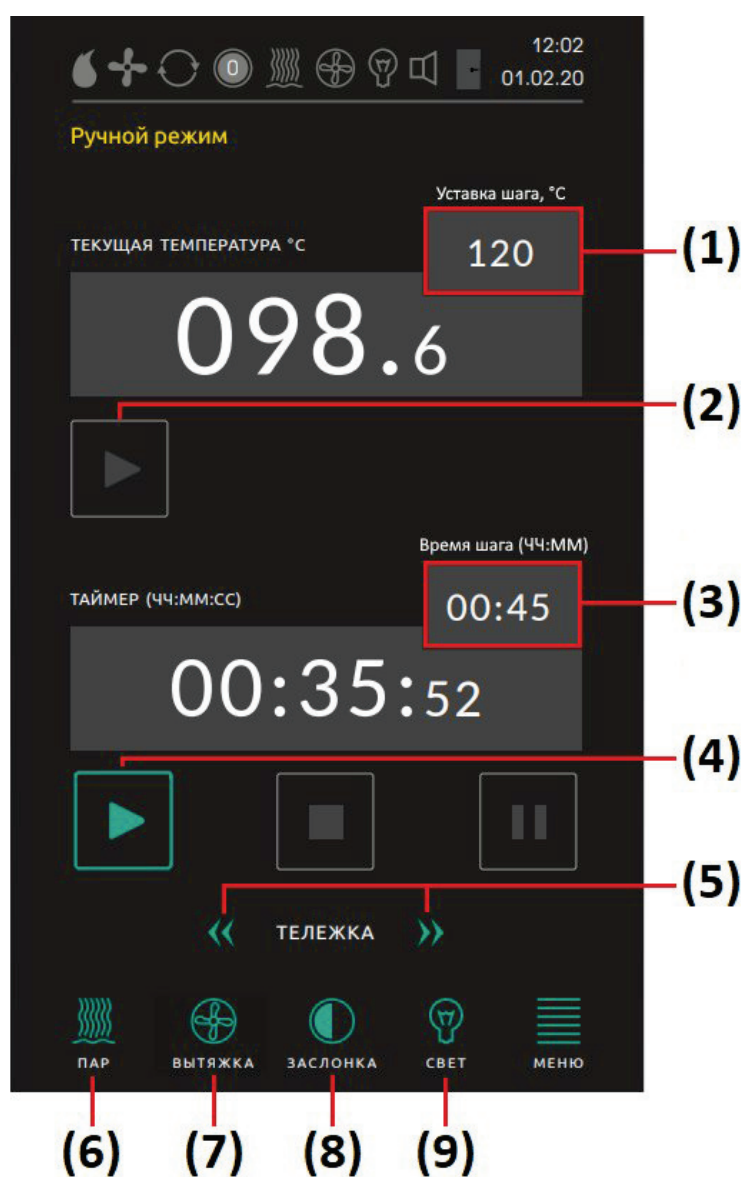 12:02
0
01.02.20
Ручной режим
Уставка шага, °С
(1)
ТЕКУЩАЯ ТЕМПЕРАТУРА °С
120
098.6
(2)
Время шага (ЧЧ:ММ)
(3)
ТАЙМЕР (ЧЧ:ММ:СС)
00:45
00:35:52
(4)
(5)
ТЕЛЕЖКА
ПАР ВЫТЯЖКА ЗАСЛОНКА СВЕТ МЕНЮ
(6) (7) (8) (9)